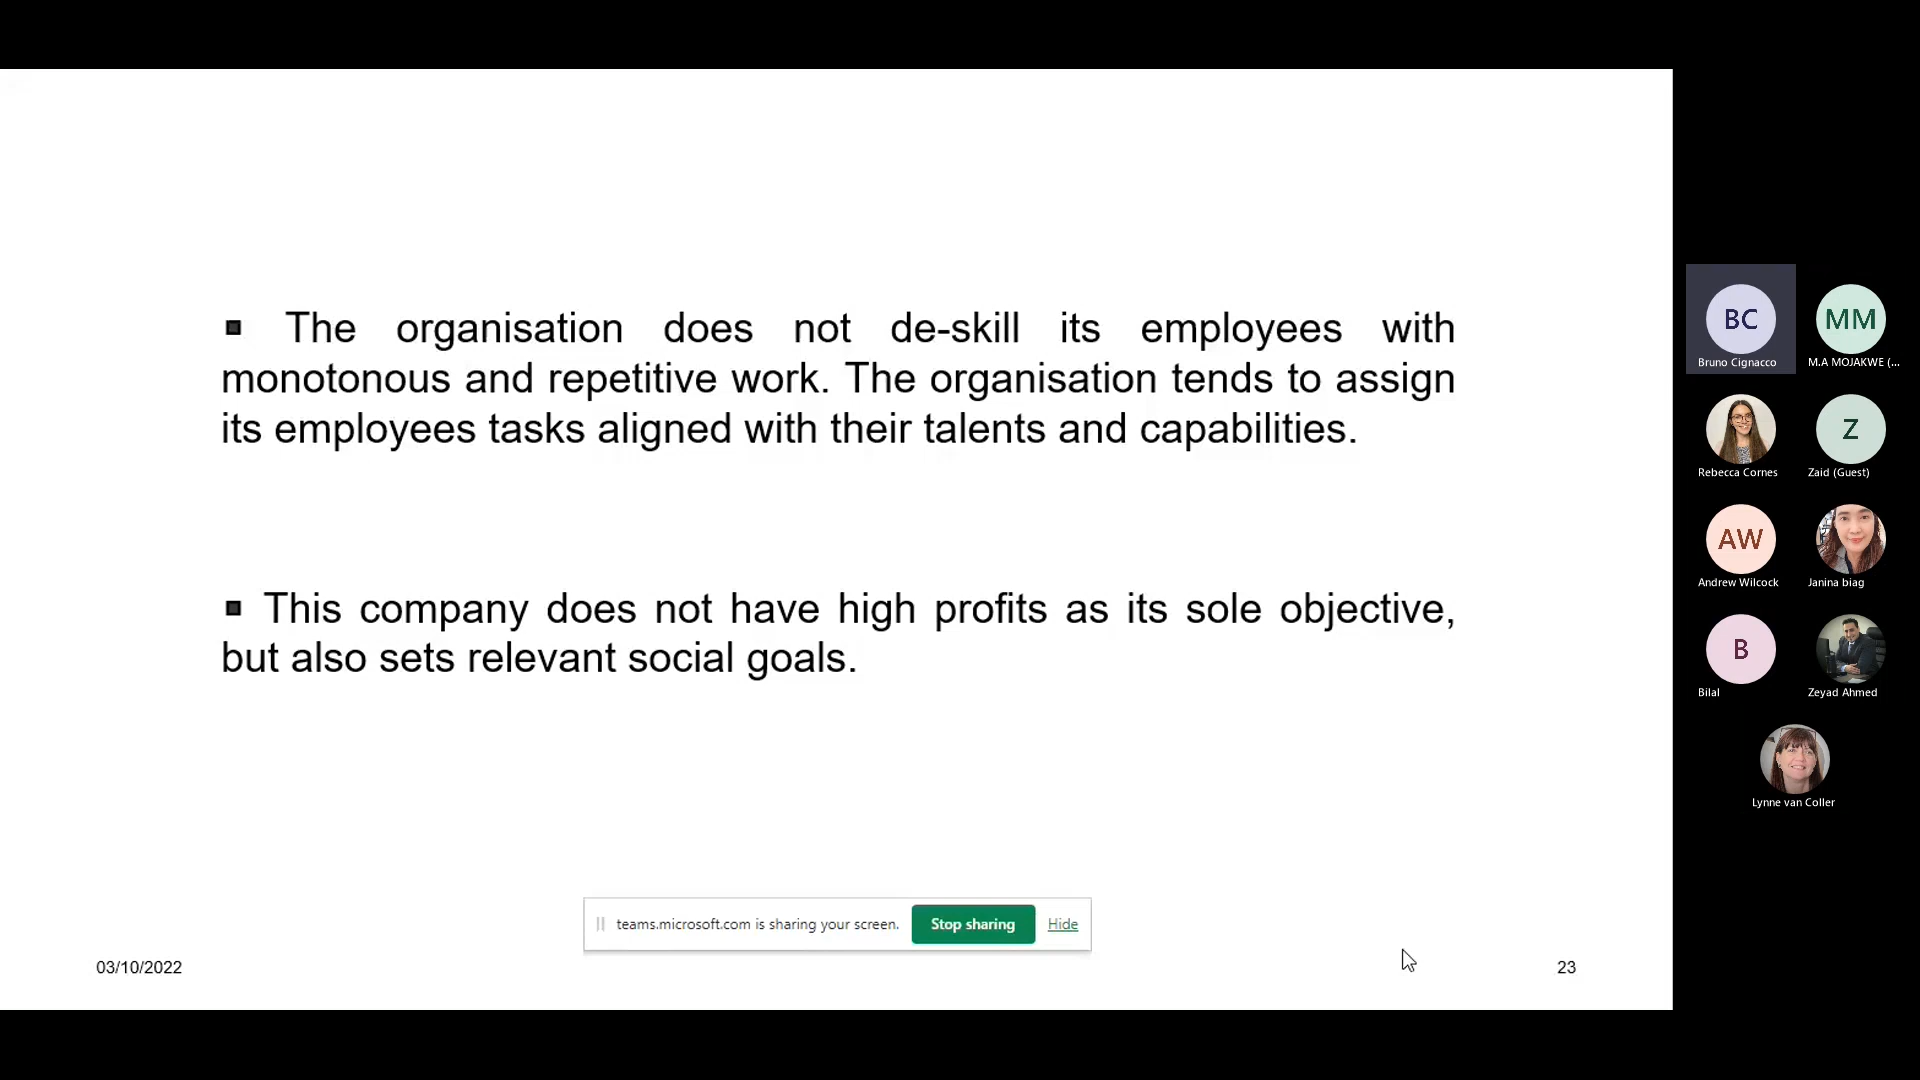 ▪ The organisation does not de-skill its employees with
monotonous and repetitive work. The organisation tends to assign
its employees tasks aligned with their talents and capabilities.
▪ This company does not have high profits as its sole objective,
but also sets relevant social goals.
teams.microsoft.com is sharing your screen. Stop sharing Hide
03/10/2022
23
BC
Bruno Cignacco
MM
M.A MOJAKWE (...
Rebecca Cornes
Z
Zaid (Guest)
AW
Andrew Wilcock
Janina biag
B
Bilal
Zeyad Ahmed
Lynne van Coller